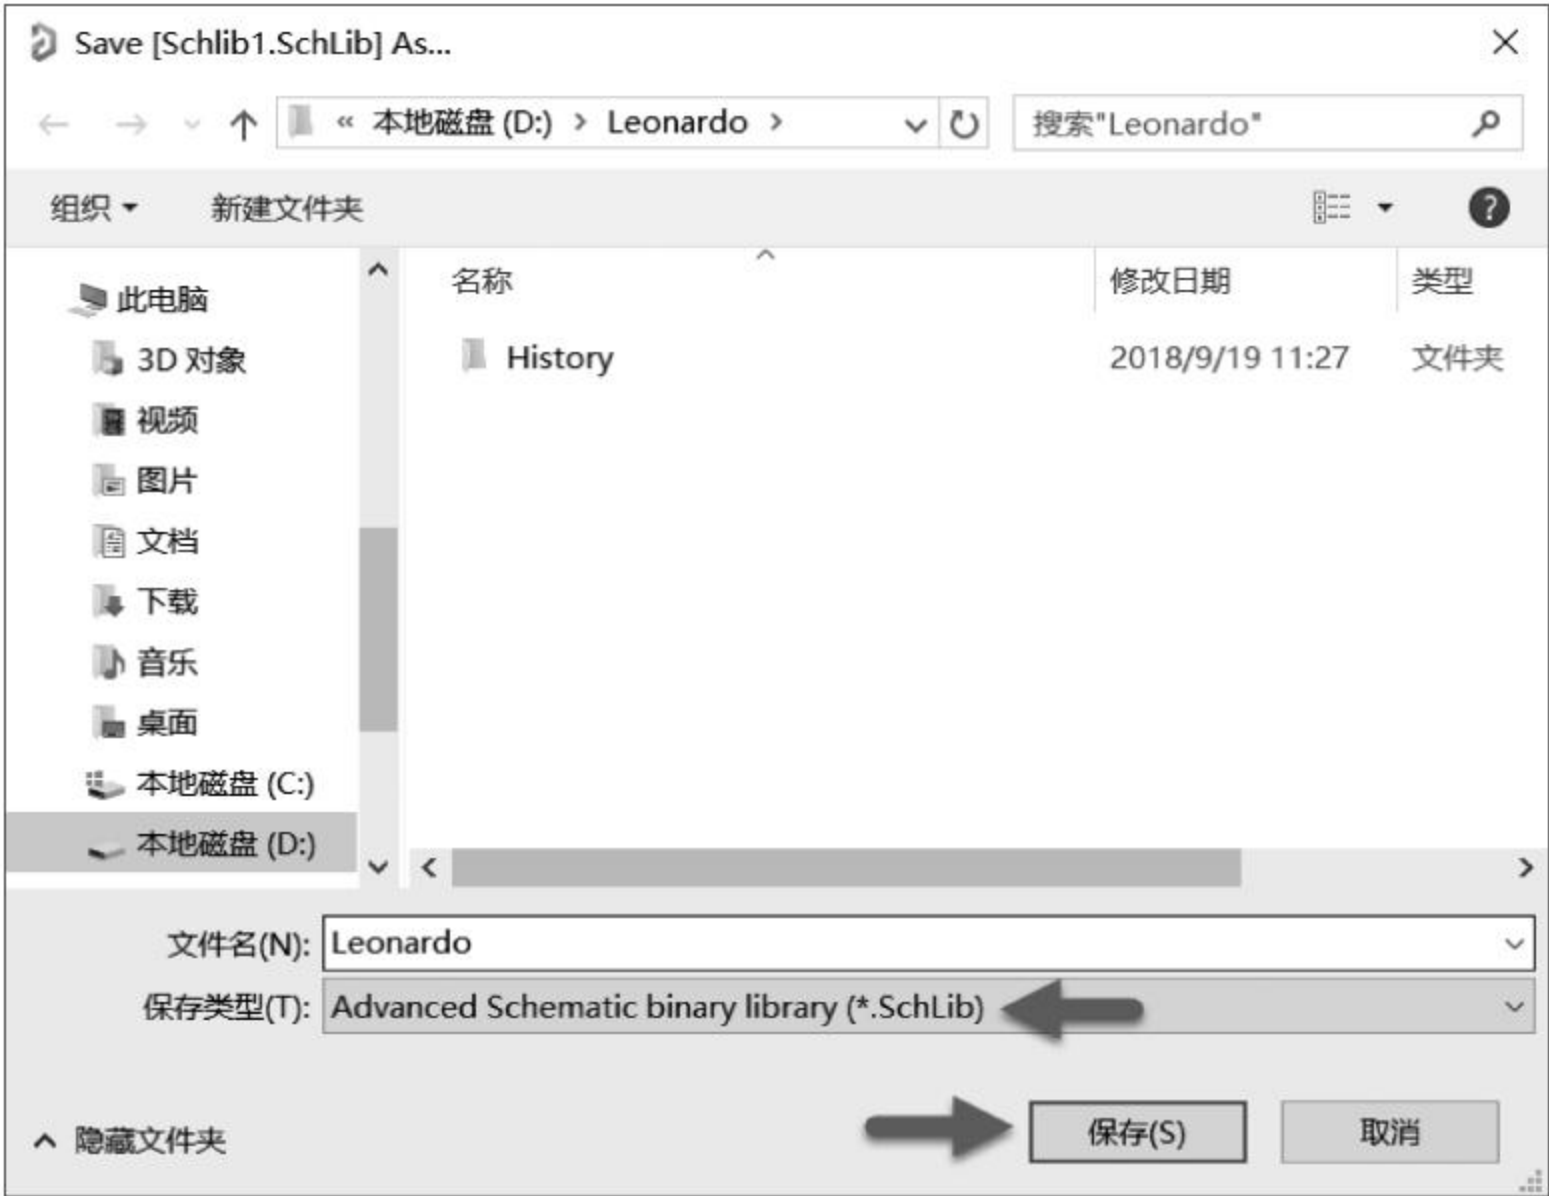 Save [Schlib1.SchLib] As...
« 本地磁盘 (D:) > Leonardo >
搜索"Leonardo"
组织
新建文件夹
?
此电脑
3D 对象
视频
图片
文档
下载
音乐
桌面
本地磁盘 (C:)
本地磁盘 (D:)
名称 修改日期 类型
History 2018/9/19 11:27 文件夹
文件名(N): Leonardo
保存类型(T): Advanced Schematic binary library (*.SchLib)
隐藏文件夹
保存(S)
取消